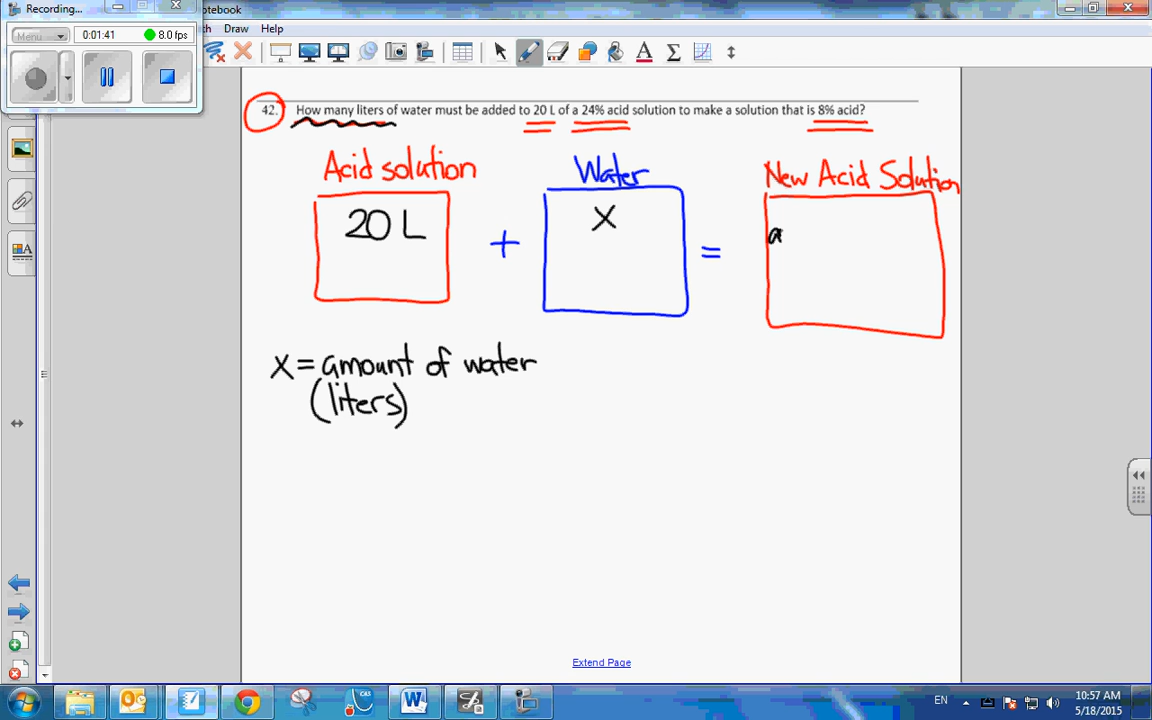 Recording...
otebook
Menu
0:01:41
8.0 fps
Draw
Help
42. How many liters of water must be added to 20 L of a 24% acid solution to make a solution that is 8% acid?
Acid solution
Water
New Acid Solution
20 L
+
X
=
a
X = amount of water
(liters)
Extend Page
EN
10:57 AM
5/18/2015